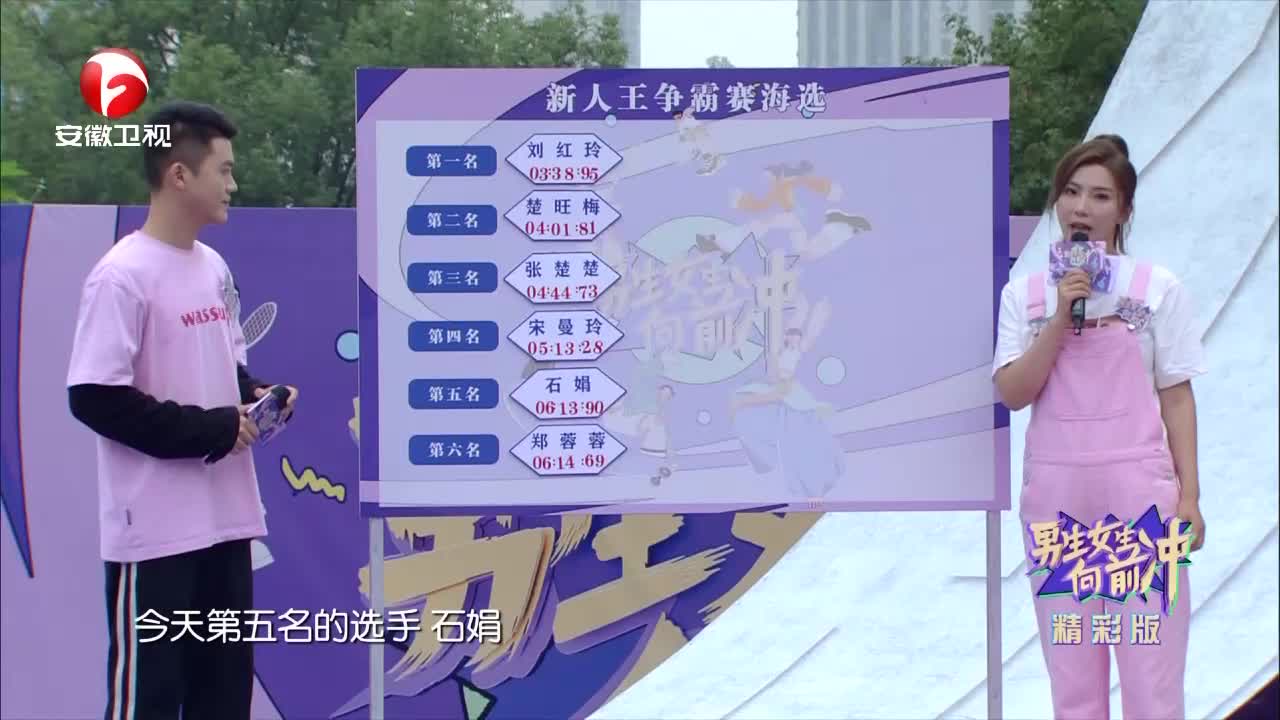 安徽卫视
新人王争霸赛海选
第一名
刘红玲
03:38:95
第二名
楚旺梅
04:01:81
第三名
张楚楚
04:44:73
第四名
宋曼玲
05:13:28
第五名
石娟
06:13:90
第六名
郑蓉蓉
06:14:69
男生女生
向前冲
WASSU
男生女生
向前冲
精彩版
今天第五名的选手 石娟